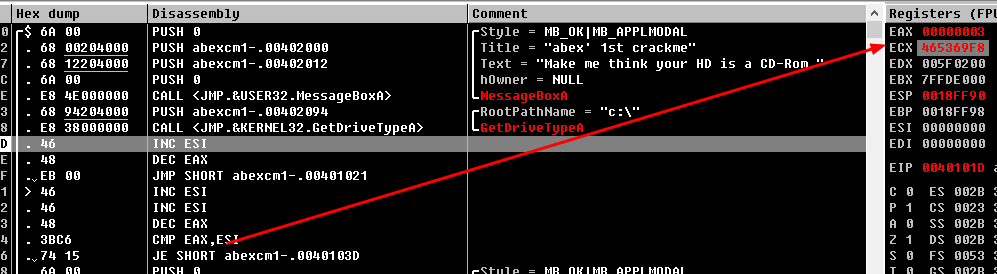 Hex dump Disassembly Comment Registers (FPU
0 $ 6A 00 PUSH 0 Style = MB_OK|MB_APPLMODAL EAX 00000003
2 . 68 00204000 PUSH abexcm1-.00402000 Title = "abex' 1st crackme" ECX 465369F8
7 . 68 12204000 PUSH abexcm1-.00402012 Text = "Make me think your HD is a CD-Rom." EDX 005F0200
C . 6A 00 PUSH 0 hOwner = NULL EBX 7FFDE000
E . E8 4E000000 CALL <JMP.&USER32.MessageBoxA> MessageBoxA ESP 0018FF90
3 . 68 94204000 PUSH abexcm1-.00402094 RootPathName = "c:\" EBP 0018FF98
8 . E8 38000000 CALL <JMP.&KERNEL32.GetDriveTypeA> GetDriveTypeA ESI 00000000
D . 46 INC ESI EDI 00000000
E . 48 DEC EAX
F .. EB 00 JMP SHORT abexcm1-.00401021 EIP 0040101D a
1 > 46 INC ESI C 0 ES 002B 3
2 . 46 INC ESI P 1 CS 0023 3
3 . 48 DEC EAX A 0 SS 002B 3
4 . 3BC6 CMP EAX,ESI Z 1 DS 002B 3
6 .. 74 15 JE SHORT abexcm1-.0040103D S 0 FS 0053 3
8 . 6A 00 PUSH 0 Style = MB_OK|MB_APPLMODAL T 0 GS 002B 3